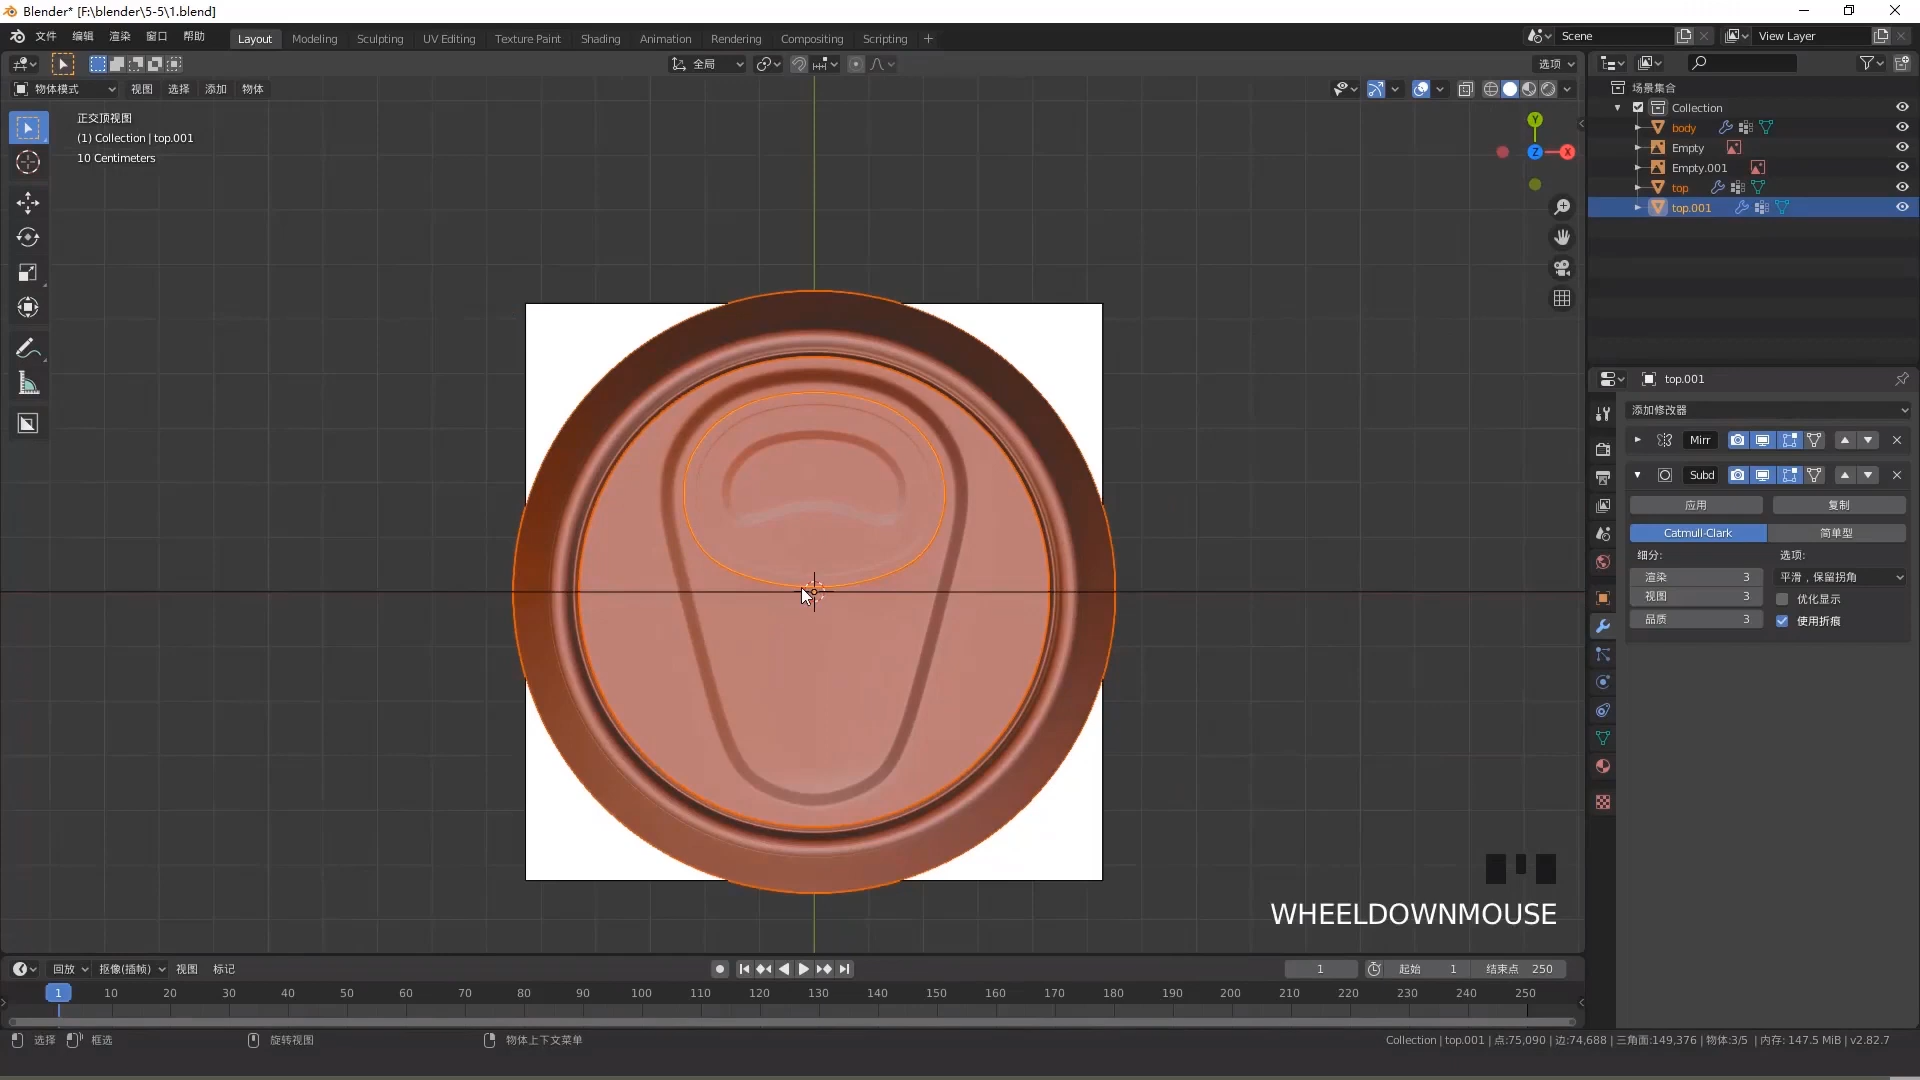 Blender* [F:\blender\5-5\1.blend]
文件 编辑 渲染 窗口 帮助 Layout Modeling Sculpting UV Editing Texture Paint Shading Animation Rendering Compositing Scripting + Scene View Layer
全局 选项
物体模式 视图 选择 添加 物体
正交顶视图
(1) Collection | top.001
10 Centimeters
Y
Z
X
WHEELDOWNMOUSE
场景集合
Collection
body
Empty
Empty.001
top
top.001
top.001
添加修改器
Mirr
Subd
应用 复制
Catmull-Clark 简单型
细分: 选项:
渲染 3 平滑，保留拐角
视图 3 优化显示
品质 3 使用折痕
回放 抠像(插帧) 视图 标记 1 起始 1 结束点 250
1 10 20 30 40 50 60 70 80 90 100 110 120 130 140 150 160 170 180 190 200 210 220 230 240 250
选择 框选 旋转视图 物体上下文菜单 Collection | top.001 | 点:75,090 | 边:74,688 | 三角面:149,376 | 物体:3/5 | 内存: 147.5 MiB | v2.82.7